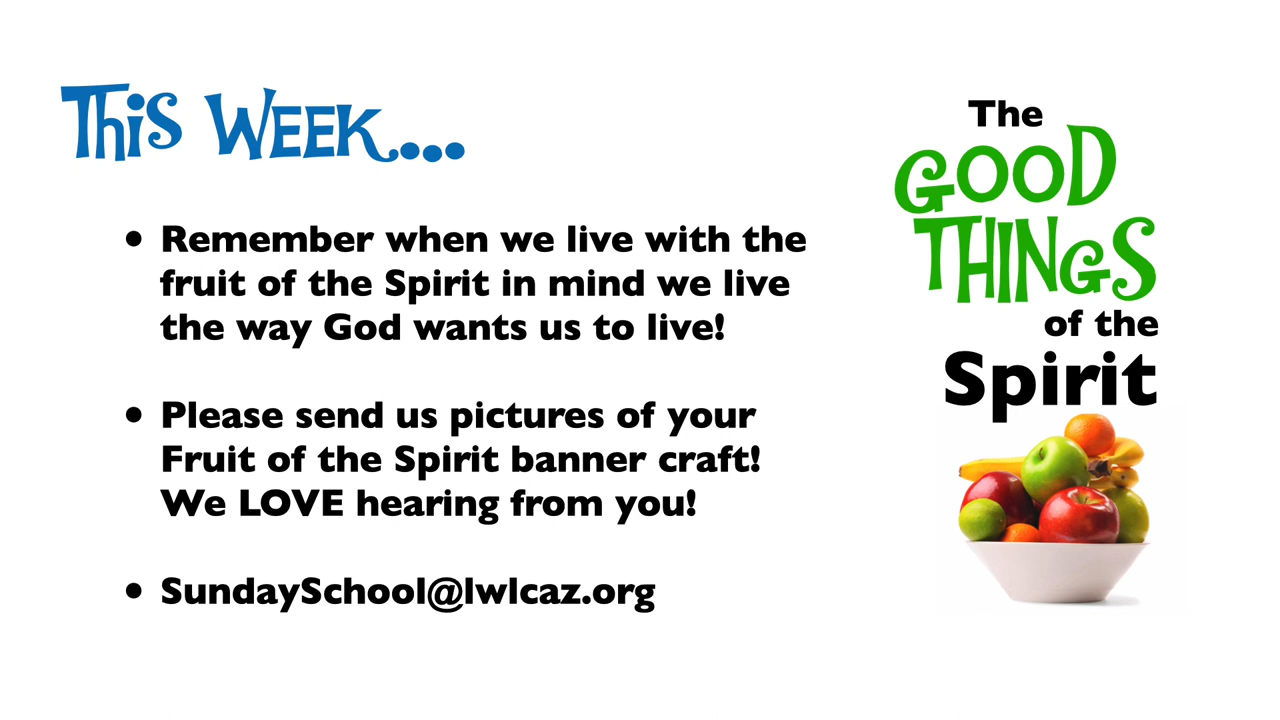 This Week...
• Remember when we live with the
fruit of the Spirit in mind we live
the way God wants us to live!
• Please send us pictures of your
Fruit of the Spirit banner craft!
We LOVE hearing from you!
• SundaySchool@lwlcaz.org
The
GOOD
THINGS
of the
Spirit